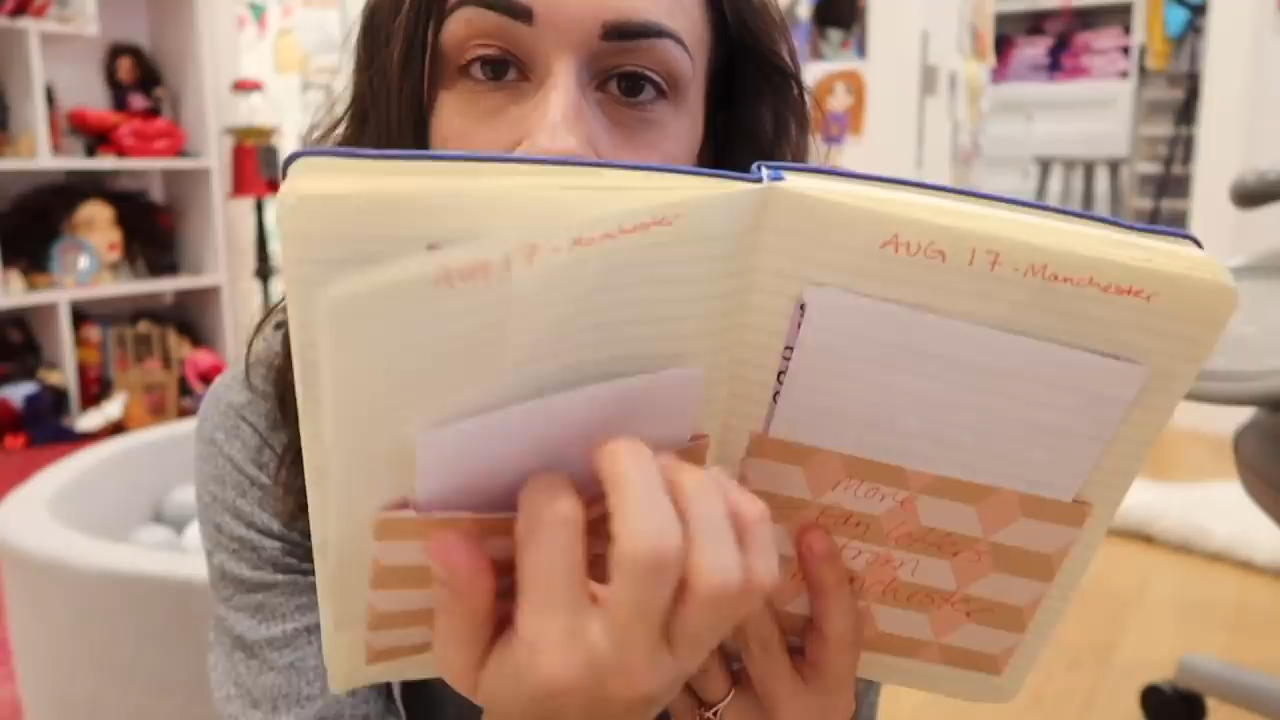 AUG 17 - Manchester
AUG 17 - Manchester
More
Fan letters
from
Manchester